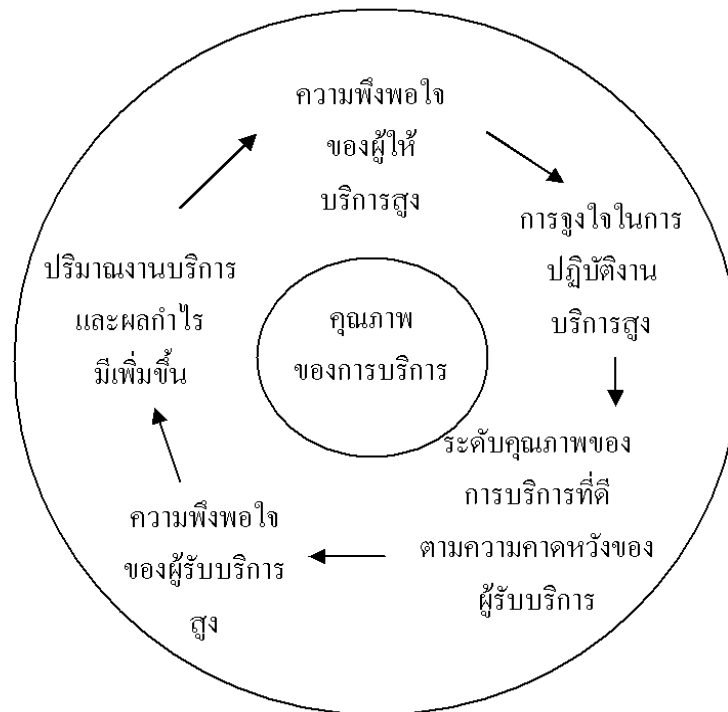 ความพึงพอใจ
ของผู้ให้
บริการสูง
การจูงใจในการ
ปฏิบัติงาน
บริการสูง
ระดับคุณภาพของ
การบริการที่ดี
ตามความคาดหวังของ
ผู้รับบริการ
ความพึงพอใจ
ของผู้รับบริการ
สูง
ปริมาณงานบริการ
และผลกำไร
มีเพิ่มขึ้น
คุณภาพ
ของการบริการ